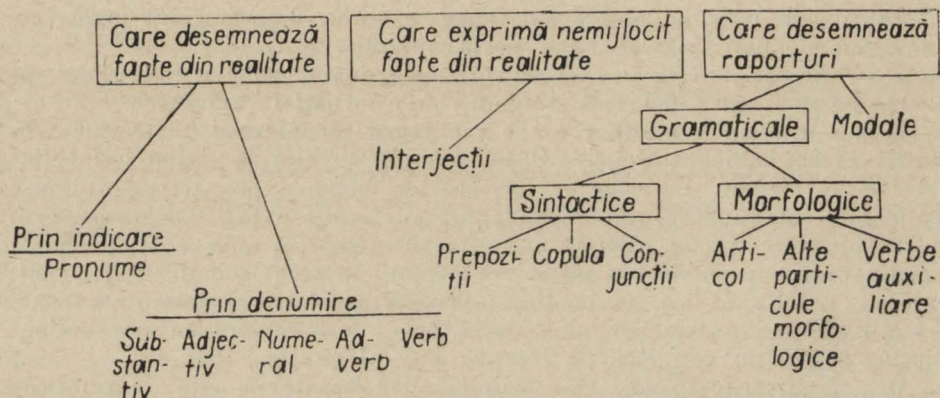 Care desemnează
fapte din realitate
Care exprimă nemijlocit
fapte din realitate
Care desemnează
raporturi
Gramaticale
Modale
Interjecții
Sintactice
Morfologice
Prin indicare
Pronume
Prepozi-
tii
Copula
Con-
juncții
Arti-
col
Alte
parti-
cule
morfo-
logice
Verbe
auxi-
liare
Prin denumire
Sub-
stan-
tiv
Adjec-
tiv
Nume-
ral
Ad-
verb
Verb